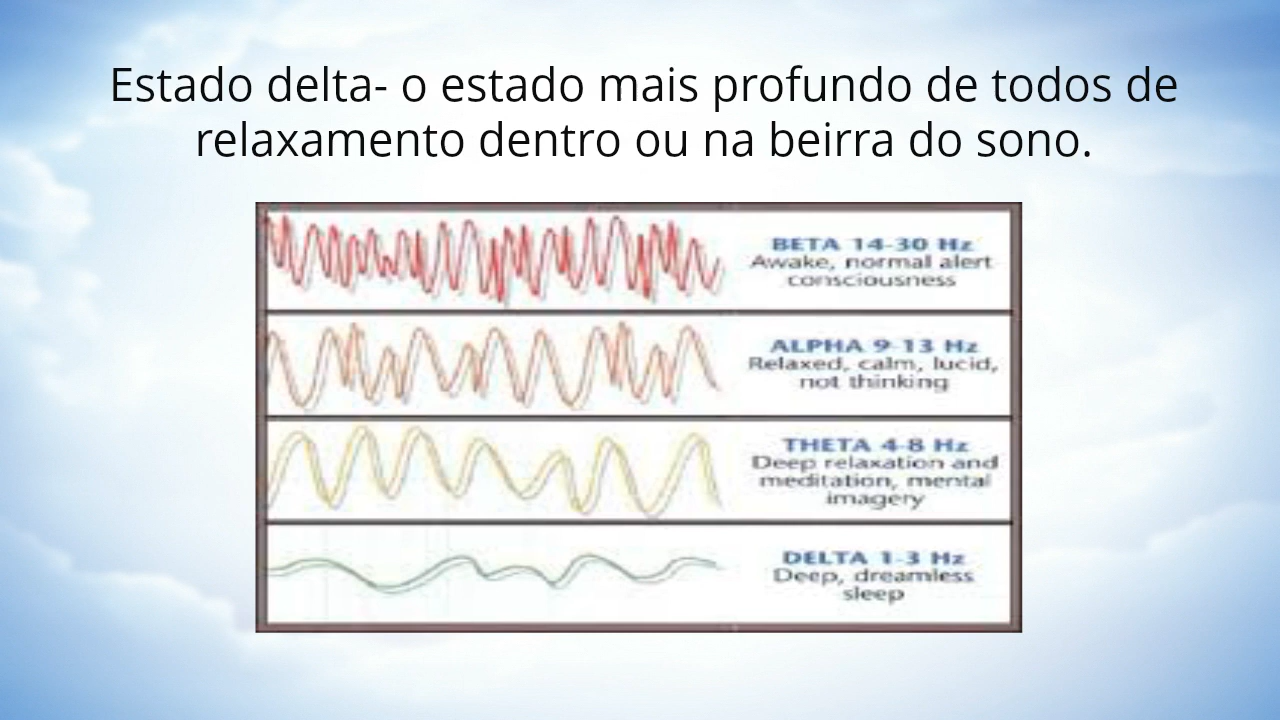 Estado delta- o estado mais profundo de todos de
relaxamento dentro ou na beirra do sono.
BETA 14-30 Hz
Awake, normal alert
consciousness
ALPHA 9-13 Hz
Relaxed, calm, lucid,
not thinking
THETA 4-8 Hz
Deep relaxation and
meditation, mental
imagery
DELTA 1-3 Hz
Deep, dreamless
sleep